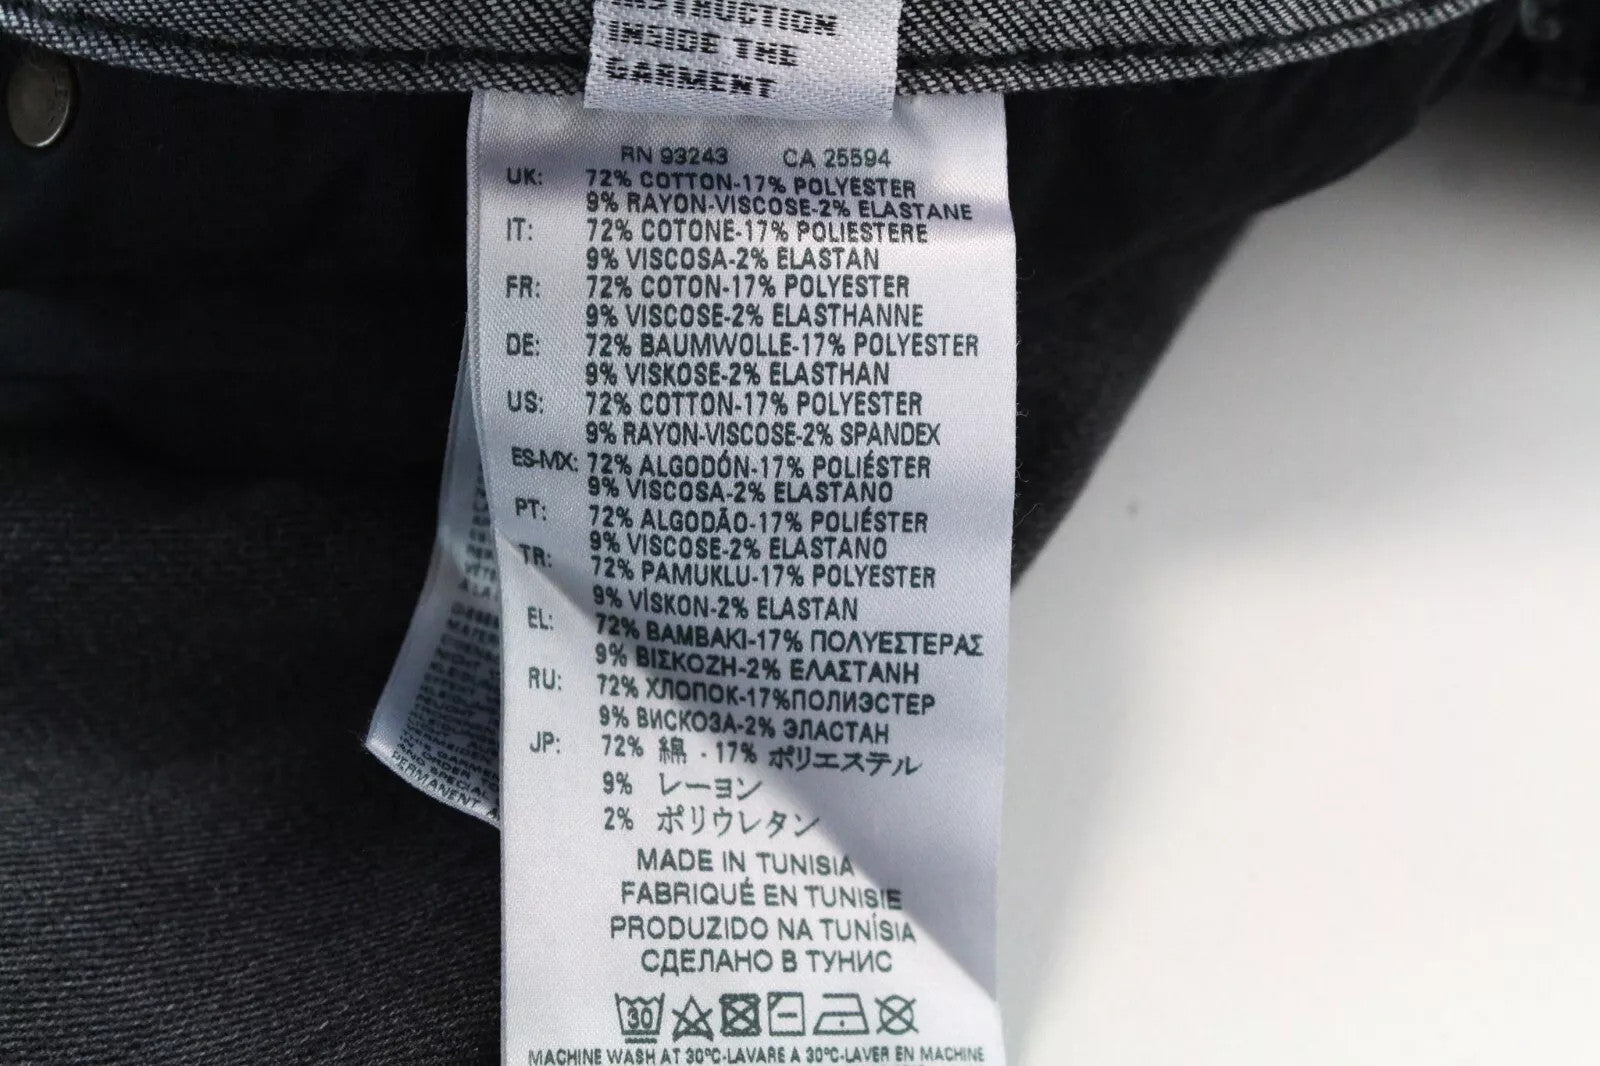 INSIDE THE
GARMENT
RN 93243 CA 25594
UK: 72% COTTON-17% POLYESTER
9% RAYON-VISCOSE-2% ELASTANE
IT: 72% COTONE-17% POLIESTERE
9% VISCOSA-2% ELASTAN
FR: 72% COTON-17% POLYESTER
9% VISCOSE-2% ELASTHANNE
DE: 72% BAUMWOLLE-17% POLYESTER
9% VISKOSE-2% ELASTHAN
US: 72% COTTON-17% POLYESTER
9% RAYON-VISCOSE-2% SPANDEX
ES-MX: 72% ALGODÓN-17% POLIÉSTER
9% VISCOSA-2% ELASTANO
PT: 72% ALGODÃO-17% POLIÉSTER
9% VISCOSE-2% ELASTANO
TR: 72% PAMUKLU-17% POLYESTER
9% VİSKON-2% ELASTAN
EL: 72% ΒΑΜΒΑΚΙ-17% ΠΟΛΥΕΣΤΕΡΑΣ
9% ΒΙΣΚΟΖΗ-2% ΕΛΑΣΤΑΝΗ
RU: 72% ХЛОПОК-17%ПОЛИЭСТЕР
9% ВИСКОЗА-2% ЭЛАСТАН
JP: 72% 綿 · 17% ポリエステル
9% レーヨン
2% ポリウレタン
MADE IN TUNISIA
FABRIQUÉ EN TUNISIE
PRODUZIDO NA TUNÍSIA
СДЕЛАНО В ТУНИС
30
MACHINE WASH AT 30°C-LAVARE A 30°C-LAVER EN MACHINE
PERMANENT